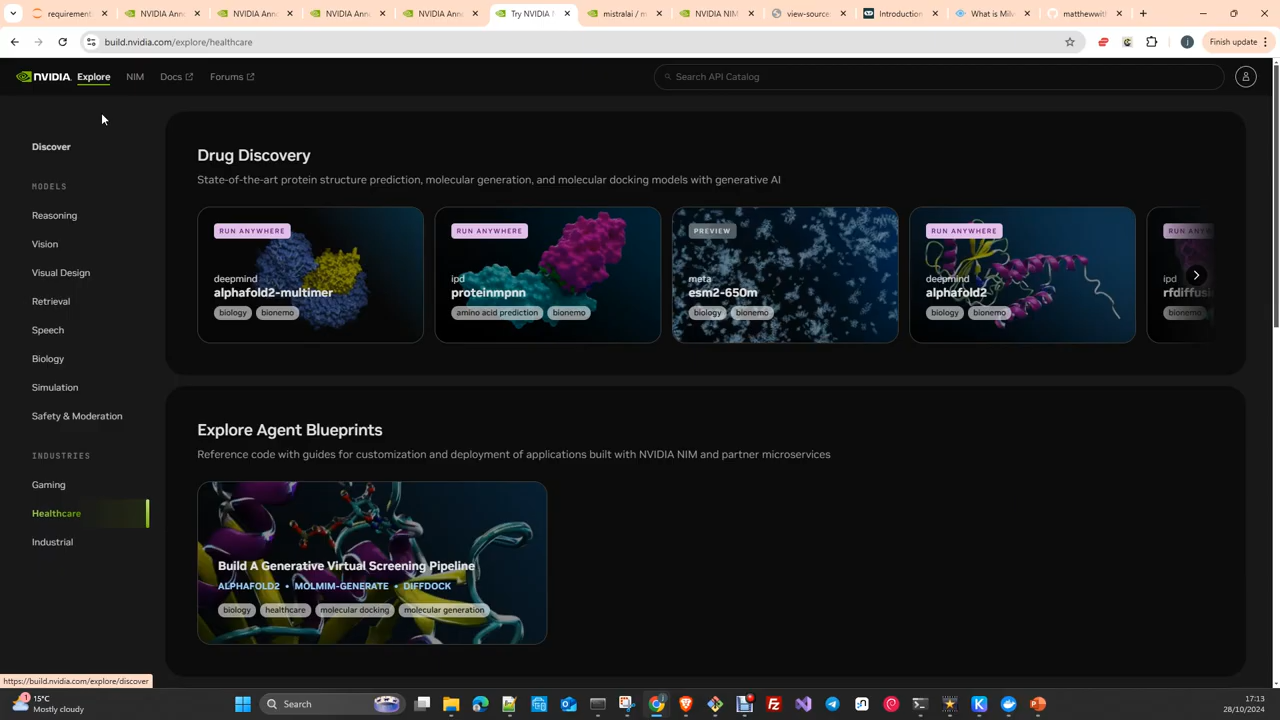 requirement
NVIDIA Ann
NVIDIA Ann
NVIDIA Ann
NVIDIA Ann
Try NVIDIA
mistralai / m
NVIDIA NIM
view-source
Introduction
What is Mil
matthewwith
build.nvidia.com/explore/healthcare
Finish update
NVIDIA. Explore NIM Docs Forums
Search API Catalog
Discover
MODELS
Reasoning
Vision
Visual Design
Retrieval
Speech
Biology
Simulation
Safety & Moderation
INDUSTRIES
Gaming
Healthcare
Industrial
Drug Discovery
State-of-the-art protein structure prediction, molecular generation, and molecular docking models with generative AI
RUN ANYWHERE
deepmind
alphafold2-multimer
biology bionemo
RUN ANYWHERE
ipd
proteinmpnn
amino acid prediction bionemo
PREVIEW
meta
esm2-650m
biology bionemo
RUN ANYWHERE
deepmind
alphafold2
biology bionemo
RUN ANYW
ipd
rfdiffusi
bionemo
Explore Agent Blueprints
Reference code with guides for customization and deployment of applications built with NVIDIA NIM and partner microservices
Build A Generative Virtual Screening Pipeline
ALPHAFOLD2 • MOLMIM-GENERATE • DIFFDOCK
biology healthcare molecular docking molecular generation
https://build.nvidia.com/explore/discover
1
15°C
Mostly cloudy
Search
17:13
28/10/2024